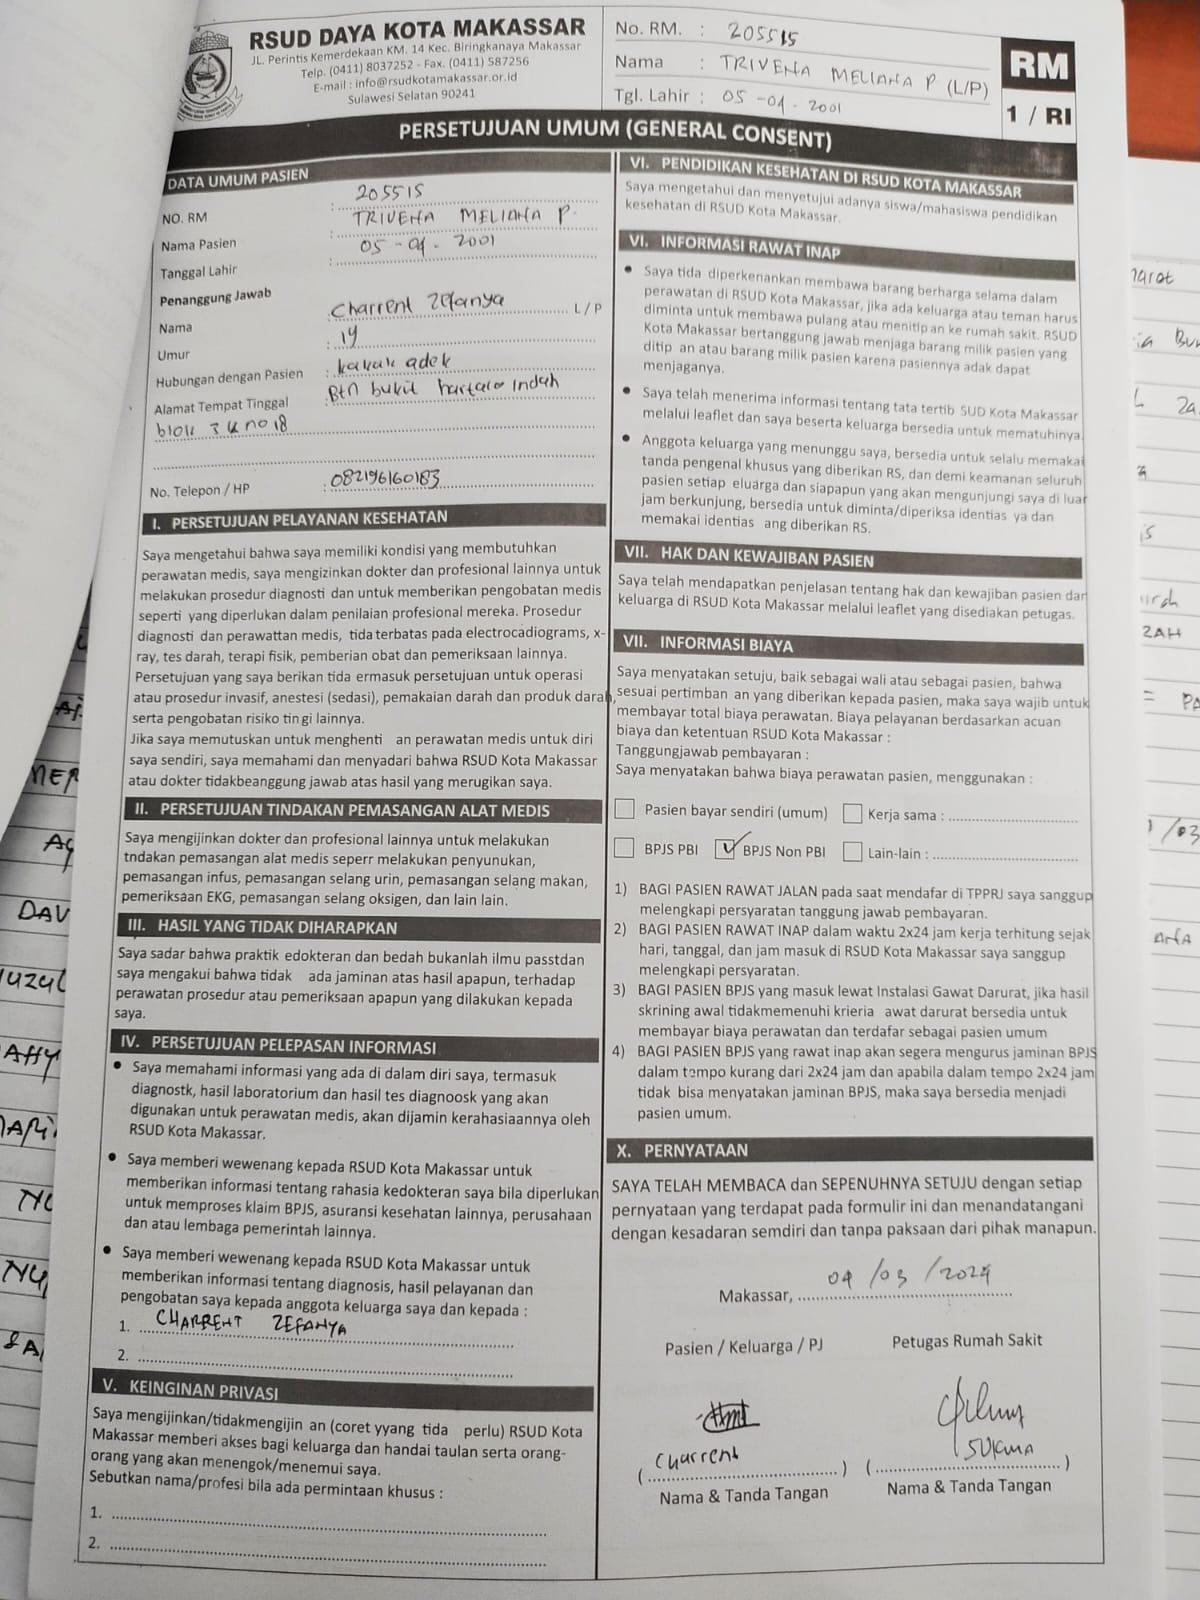 RSUD DAYA KOTA MAKASSAR
JL. Perintis Kemerdekaan KM. 14 Kec. Biringkanaya Makassar
Telp. (0411) 8037252 - Fax. (0411) 587256
E-mail : info@rsudkotamakassar.or.id
Sulawesi Selatan 90241
No. RM. : 205515
Nama : TRIVENA MELIANA P (L/P)
Tgl. Lahir : 05 -04 - 2001
RM
1 / RI
PERSETUJUAN UMUM (GENERAL CONSENT)
DATA UMUM PASIEN
NO. RM : 205515
Nama Pasien : TRIVENA MELIANA P.
Tanggal Lahir : 05 -04 - 2001
Penanggung Jawab
Nama : Charrent Zefanya L/P
Umur : 19
Hubungan dengan Pasien : kakak adek
Alamat Tempat Tinggal : Btn bukit hartaco Indah
blok 3 K no 18
No. Telepon / HP : 082196160183
I. PERSETUJUAN PELAYANAN KESEHATAN
Saya mengetahui bahwa saya memiliki kondisi yang membutuhkan
perawatan medis, saya mengizinkan dokter dan profesional lainnya untuk
melakukan prosedur diagnosti dan untuk memberikan pengobatan medis
seperti yang diperlukan dalam penilaian profesional mereka. Prosedur
diagnosti dan perawattan medis, tida terbatas pada electrocadiograms, x-
ray, tes darah, terapi fisik, pemberian obat dan pemeriksaan lainnya.
Persetujuan yang saya berikan tida ermasuk persetujuan untuk operasi
atau prosedur invasif, anestesi (sedasi), pemakaian darah dan produk darah,
serta pengobatan risiko tin gi lainnya.
Jika saya memutuskan untuk menghenti an perawatan medis untuk diri
saya sendiri, saya memahami dan menyadari bahwa RSUD Kota Makassar
atau dokter tidakbeanggung jawab atas hasil yang merugikan saya.
II. PERSETUJUAN TINDAKAN PEMASANGAN ALAT MEDIS
Saya mengijinkan dokter dan profesional lainnya untuk melakukan
tndakan pemasangan alat medis seperr melakukan penyunukan,
pemasangan infus, pemasangan selang urin, pemasangan selang makan,
pemeriksaan EKG, pemasangan selang oksigen, dan lain lain.
III. HASIL YANG TIDAK DIHARAPKAN
Saya sadar bahwa praktik edokteran dan bedah bukanlah ilmu passtdan
saya mengakui bahwa tidak ada jaminan atas hasil apapun, terhadap
perawatan prosedur atau pemeriksaan apapun yang dilakukan kepada
saya.
IV. PERSETUJUAN PELEPASAN INFORMASI
• Saya memahami informasi yang ada di dalam diri saya, termasuk
diagnostk, hasil laboratorium dan hasil tes diagnoosk yang akan
digunakan untuk perawatan medis, akan dijamin kerahasiaannya oleh
RSUD Kota Makassar.
• Saya memberi wewenang kepada RSUD Kota Makassar untuk
memberikan informasi tentang rahasia kedokteran saya bila diperlukan
untuk memproses klaim BPJS, asuransi kesehatan lainnya, perusahaan
dan atau lembaga pemerintah lainnya.
• Saya memberi wewenang kepada RSUD Kota Makassar untuk
memberikan informasi tentang diagnosis, hasil pelayanan dan
pengobatan saya kepada anggota keluarga saya dan kepada :
1. CHARRENT ZEFANYA
2.
V. KEINGINAN PRIVASI
Saya mengijinkan/tidakmengijin an (coret yyang tida perlu) RSUD Kota
Makassar memberi akses bagi keluarga dan handai taulan serta orang-
orang yang akan menengok/menemui saya.
Sebutkan nama/profesi bila ada permintaan khusus :
1.
2.
VI. PENDIDIKAN KESEHATAN DI RSUD KOTA MAKASSAR
Saya mengetahui dan menyetujui adanya siswa/mahasiswa pendidikan
kesehatan di RSUD Kota Makassar.
VI. INFORMASI RAWAT INAP
• Saya tida diperkenankan membawa barang berharga selama dalam
perawatan di RSUD Kota Makassar, jika ada keluarga atau teman harus
diminta untuk membawa pulang atau menitip an ke rumah sakit. RSUD
Kota Makassar bertanggung jawab menjaga barang milik pasien yang
ditip an atau barang milik pasien karena pasiennya adak dapat
menjaganya.
• Saya telah menerima informasi tentang tata tertib SUD Kota Makassar
melalui leaflet dan saya beserta keluarga bersedia untuk mematuhinya.
• Anggota keluarga yang menunggu saya, bersedia untuk selalu memakai
tanda pengenal khusus yang diberikan RS, dan demi keamanan seluruh
pasien setiap eluarga dan siapapun yang akan mengunjungi saya di luar
jam berkunjung, bersedia untuk diminta/diperiksa identias ya dan
memakai identias ang diberikan RS.
VII. HAK DAN KEWAJIBAN PASIEN
Saya telah mendapatkan penjelasan tentang hak dan kewajiban pasien dan
keluarga di RSUD Kota Makassar melalui leaflet yang disediakan petugas.
VII. INFORMASI BIAYA
Saya menyatakan setuju, baik sebagai wali atau sebagai pasien, bahwa
sesuai pertimban an yang diberikan kepada pasien, maka saya wajib untuk
membayar total biaya perawatan. Biaya pelayanan berdasarkan acuan
biaya dan ketentuan RSUD Kota Makassar :
Tanggungjawab pembayaran :
Saya menyatakan bahwa biaya perawatan pasien, menggunakan :
Pasien bayar sendiri (umum) Kerja sama :
BPJS PBI ✓ BPJS Non PBI Lain-lain :
1) BAGI PASIEN RAWAT JALAN pada saat mendafar di TPPRJ saya sanggup
melengkapi persyaratan tanggung jawab pembayaran.
2) BAGI PASIEN RAWAT INAP dalam waktu 2x24 jam kerja terhitung sejak
hari, tanggal, dan jam masuk di RSUD Kota Makassar saya sanggup
melengkapi persyaratan.
3) BAGI PASIEN BPJS yang masuk lewat Instalasi Gawat Darurat, jika hasil
skrining awal tidakmemenuhi krieria awat darurat bersedia untuk
membayar biaya perawatan dan terdafar sebagai pasien umum
4) BAGI PASIEN BPJS yang rawat inap akan segera mengurus jaminan BPJS
dalam tempo kurang dari 2x24 jam dan apabila dalam tempo 2x24 jam
tidak bisa menyatakan jaminan BPJS, maka saya bersedia menjadi
pasien umum.
X. PERNYATAAN
SAYA TELAH MEMBACA dan SEPENUHNYA SETUJU dengan setiap
pernyataan yang terdapat pada formulir ini dan menandatangani
dengan kesadaran semdiri dan tanpa paksaan dari pihak manapun.
Makassar, 04 /03 /2024
Pasien / Keluarga / PJ Petugas Rumah Sakit
(Charrent) (SUKMA)
Nama & Tanda Tangan Nama & Tanda Tangan